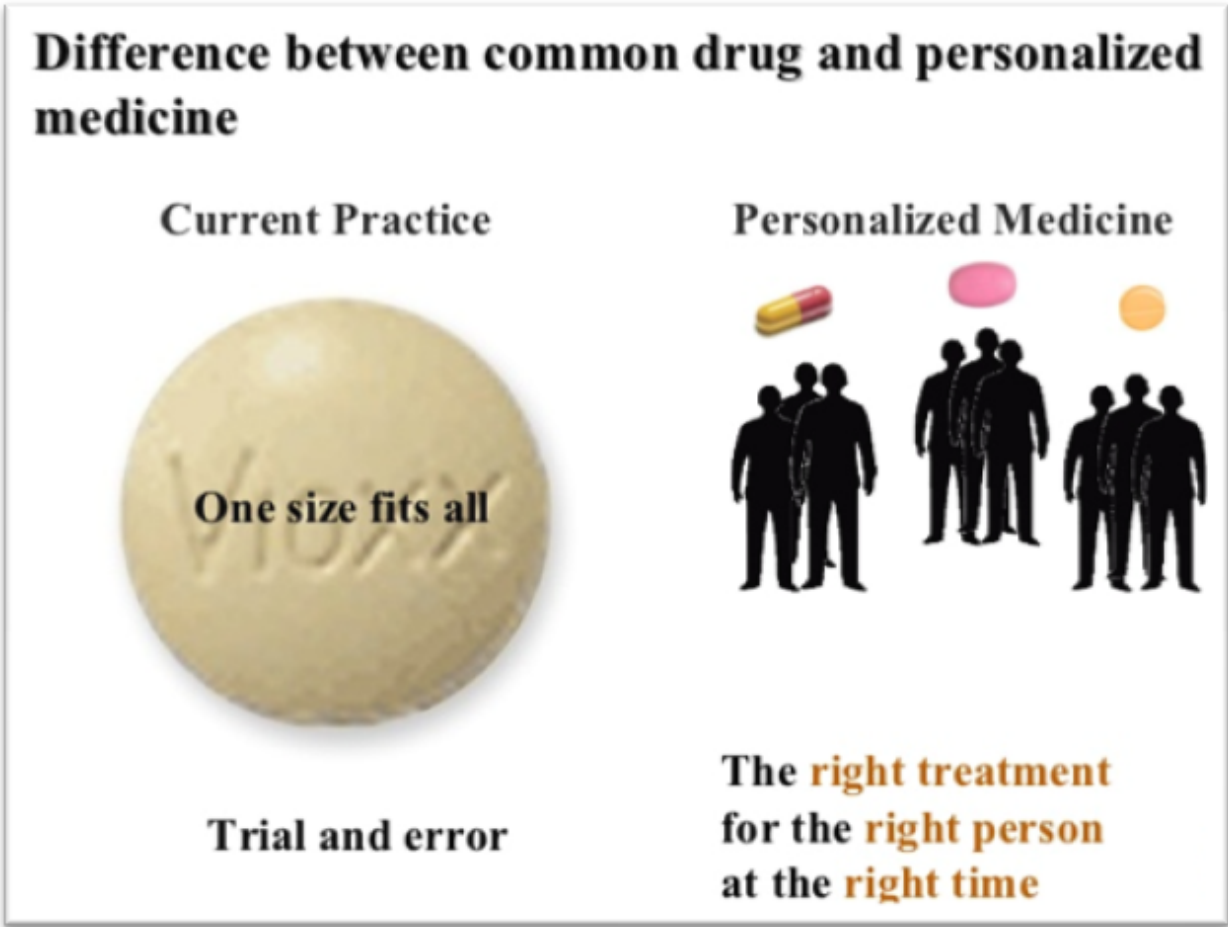 Difference between common drug and personalized
medicine
Current Practice
Personalized Medicine
VIOXX
One size fits all
Trial and error
The right treatment
for the right person
at the right time